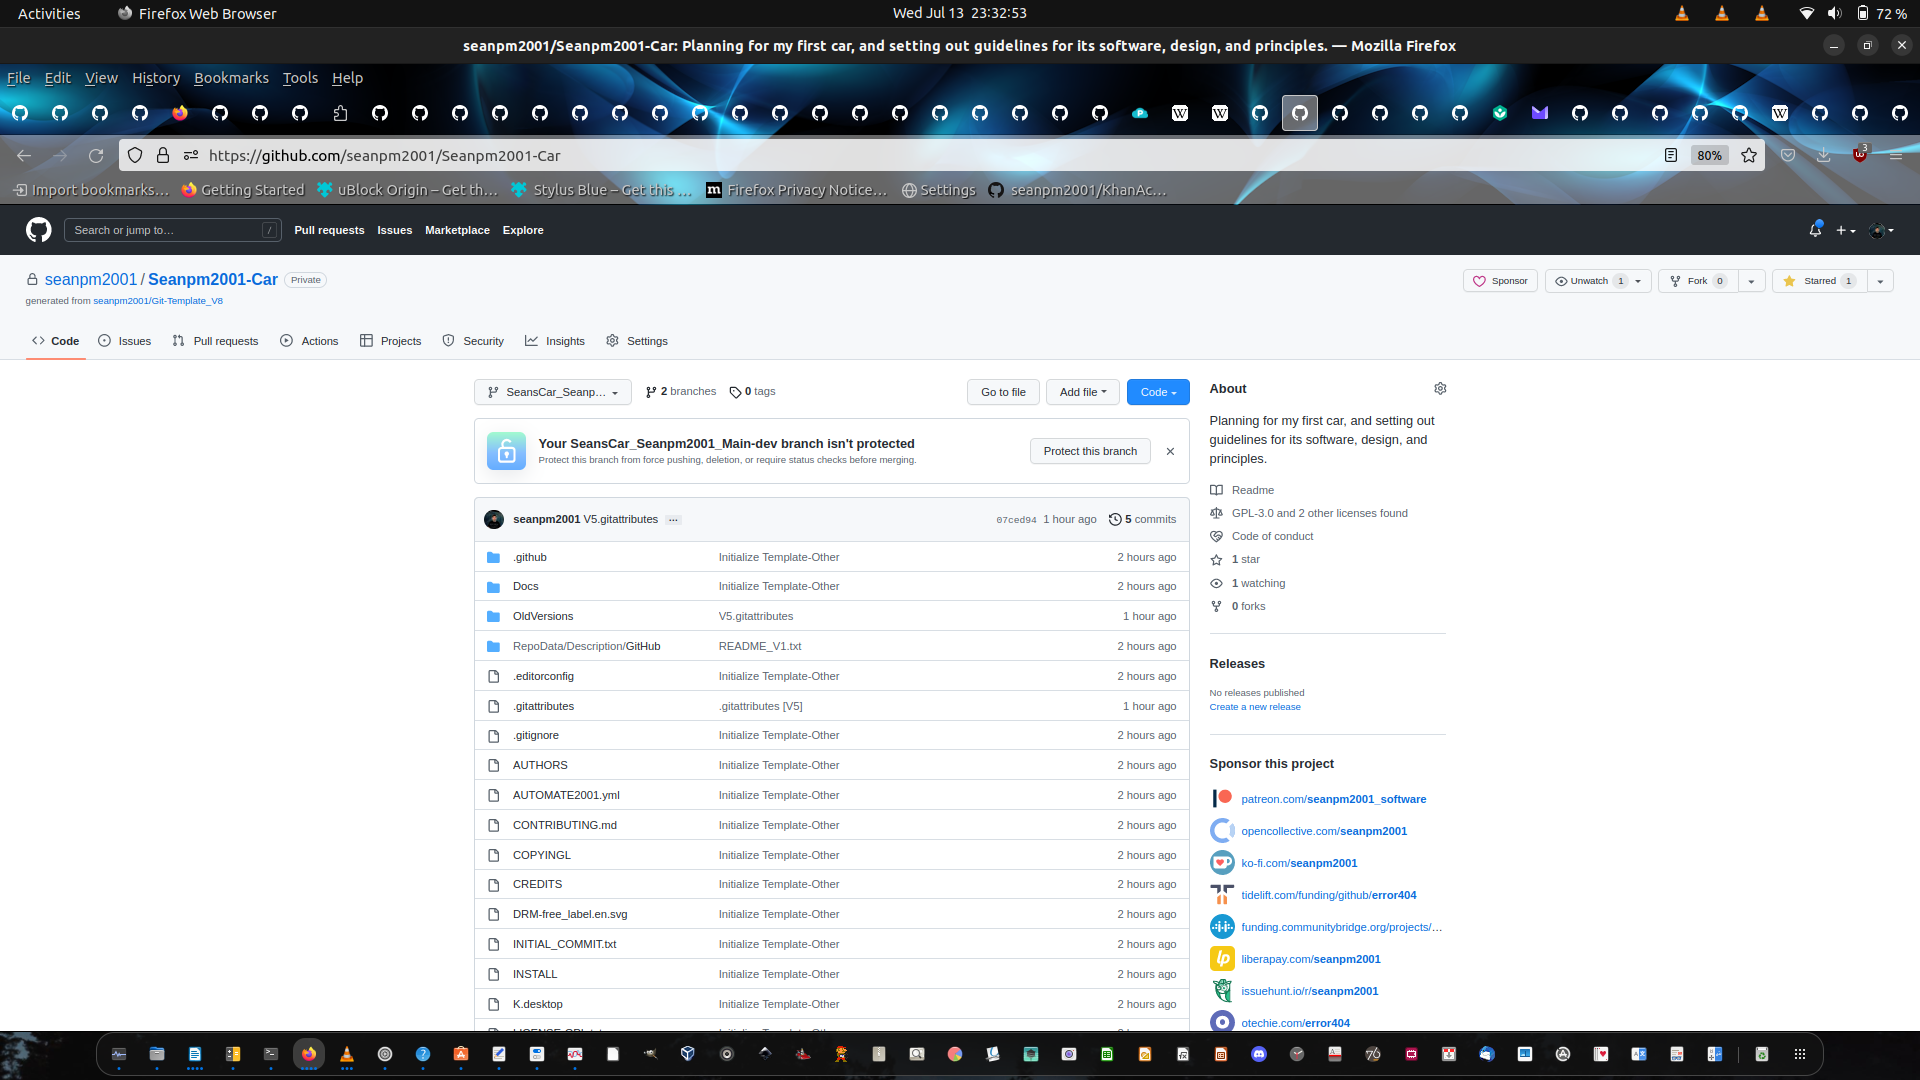 Activities
Firefox Web Browser
Wed Jul 13 23:32:53
72 %
seanpm2001/Seanpm2001-Car: Planning for my first car, and setting out guidelines for its software, design, and principles. — Mozilla Firefox
File Edit View History Bookmarks Tools Help
https://github.com/seanpm2001/Seanpm2001-Car
80%
3
Import bookmarks…
Getting Started
uBlock Origin – Get th…
Stylus Blue – Get this …
Firefox Privacy Notice…
Settings
seanpm2001/KhanAc…
Search or jump to…
/
Pull requests
Issues
Marketplace
Explore
seanpm2001 / Seanpm2001-Car
Private
generated from seanpm2001/Git-Template_V8
Sponsor
Unwatch 1
Fork 0
Starred 1
Code
Issues
Pull requests
Actions
Projects
Security
Insights
Settings
SeansCar_Seanp…
2 branches
0 tags
Go to file
Add file
Code
Your SeansCar_Seanpm2001_Main-dev branch isn't protected
Protect this branch from force pushing, deletion, or require status checks before merging.
Protect this branch
seanpm2001 V5.gitattributes …
07ced94 1 hour ago
5 commits
.github Initialize Template-Other 2 hours ago
Docs Initialize Template-Other 2 hours ago
OldVersions V5.gitattributes 1 hour ago
RepoData/Description/GitHub README_V1.txt 2 hours ago
.editorconfig Initialize Template-Other 2 hours ago
.gitattributes .gitattributes [V5] 1 hour ago
.gitignore Initialize Template-Other 2 hours ago
AUTHORS Initialize Template-Other 2 hours ago
AUTOMATE2001.yml Initialize Template-Other 2 hours ago
CONTRIBUTING.md Initialize Template-Other 2 hours ago
COPYINGL Initialize Template-Other 2 hours ago
CREDITS Initialize Template-Other 2 hours ago
DRM-free_label.en.svg Initialize Template-Other 2 hours ago
INITIAL_COMMIT.txt Initialize Template-Other 2 hours ago
INSTALL Initialize Template-Other 2 hours ago
K.desktop Initialize Template-Other 2 hours ago
About
Planning for my first car, and setting out
guidelines for its software, design, and
principles.
Readme
GPL-3.0 and 2 other licenses found
Code of conduct
1 star
1 watching
0 forks
Releases
No releases published
Create a new release
Sponsor this project
patreon.com/seanpm2001_software
opencollective.com/seanpm2001
ko-fi.com/seanpm2001
tidelift.com/funding/github/error404
funding.communitybridge.org/projects/…
liberapay.com/seanpm2001
issuehunt.io/r/seanpm2001
otechie.com/error404